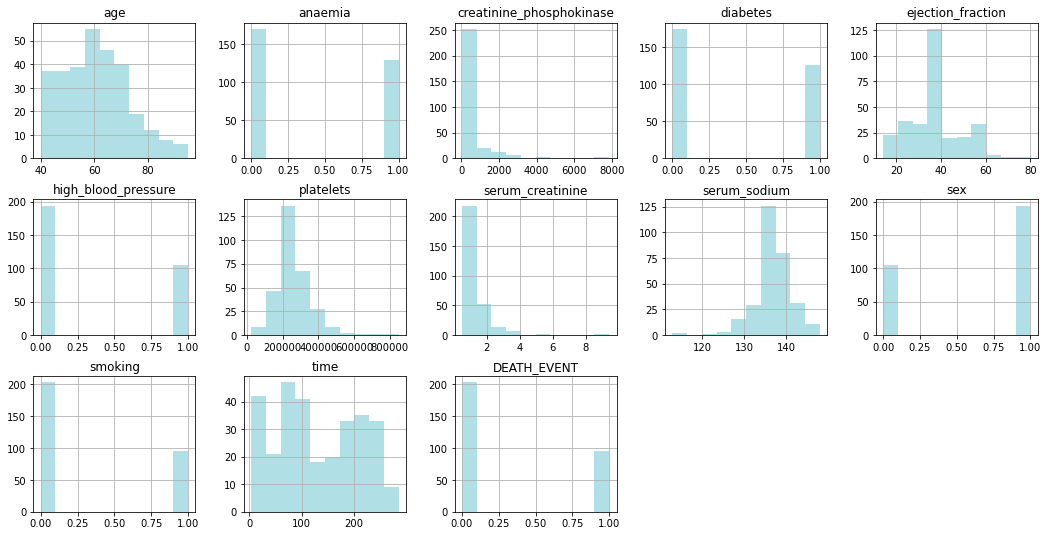 age anaemia creatinine_phosphokinase diabetes ejection_fraction
50 40 30 20 10 0
150 100 50 0
250 200 150 100 50 0
150 100 50 0
125 100 75 50 25 0
40 60 80
0.00 0.25 0.50 0.75 1.00
0 2000 4000 6000 8000
0.00 0.25 0.50 0.75 1.00
20 40 60 80
high_blood_pressure platelets serum_creatinine serum_sodium sex
200 150 100 50 0
125 100 75 50 25 0
200 150 100 50 0
125 100 75 50 25 0
200 150 100 50 0
0.00 0.25 0.50 0.75 1.00
0 200000 400000 600000 800000
2 4 6 8
120 130 140
0.00 0.25 0.50 0.75 1.00
smoking time DEATH_EVENT
200 150 100 50 0
40 30 20 10 0
200 150 100 50 0
0.00 0.25 0.50 0.75 1.00
0 100 200
0.00 0.25 0.50 0.75 1.00